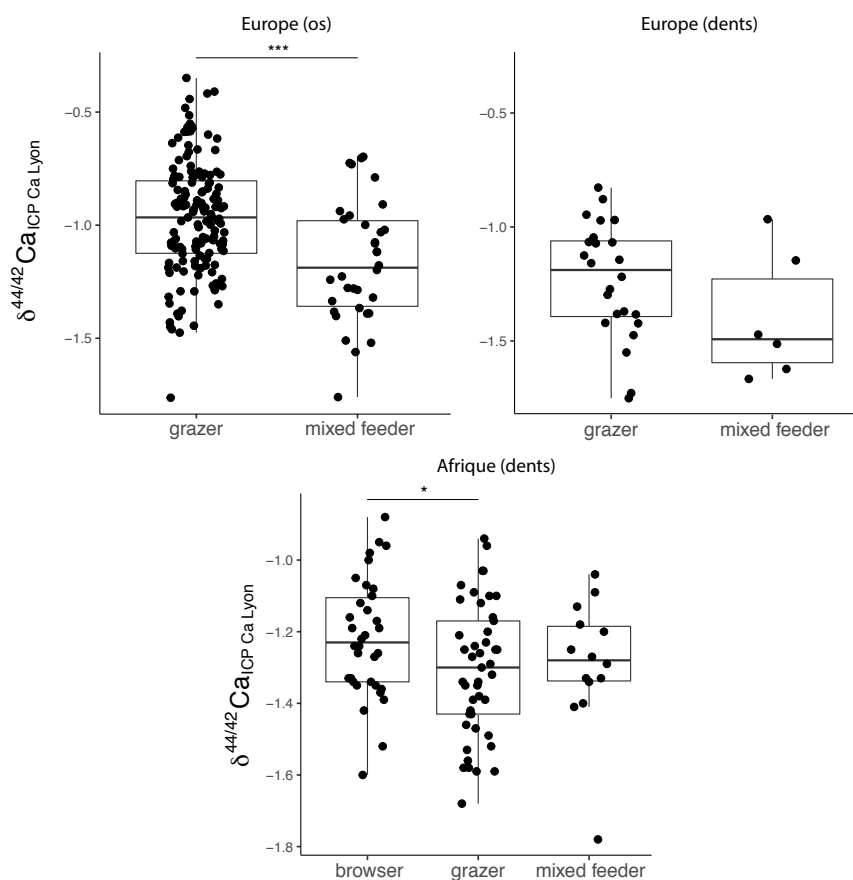 Europe (os)
***
δ44/42CaICP Ca Lyon
−0.5
−1.0
−1.5
grazer
mixed feeder
Europe (dents)
−0.5
−1.0
−1.5
grazer
mixed feeder
Afrique (dents)
*
δ44/42CaICP Ca Lyon
−1.0
−1.2
−1.4
−1.6
−1.8
browser
grazer
mixed feeder